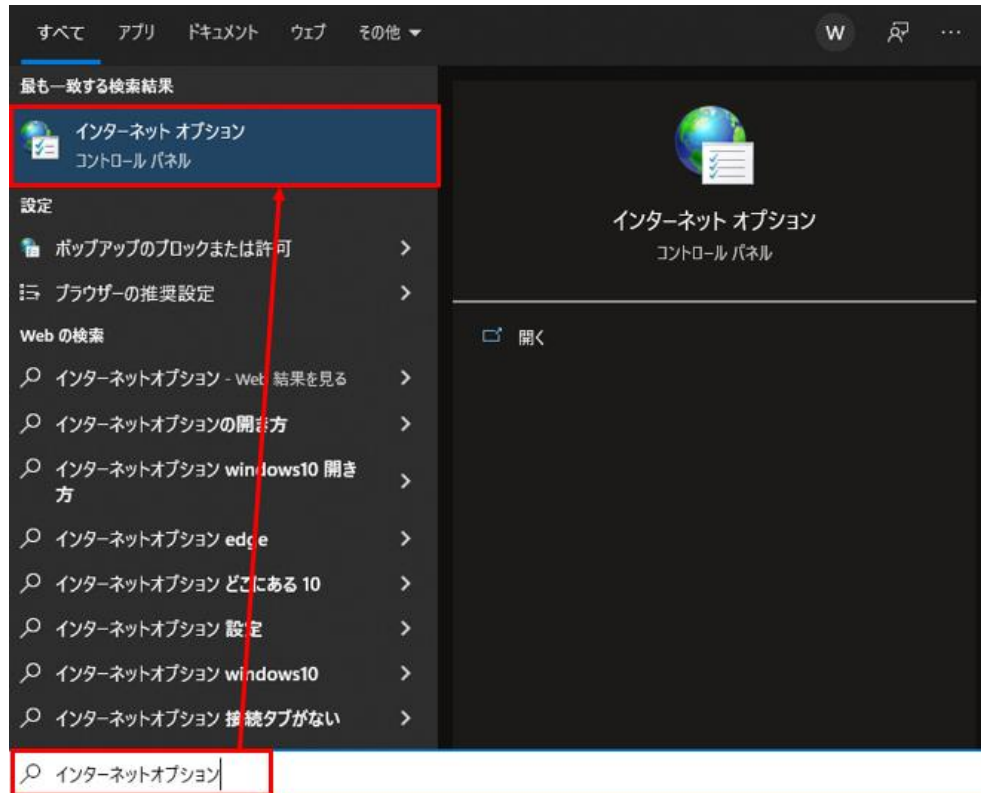 すべて アプリ ドキュメント ウェブ その他
W
最も一致する検索結果
インターネット オプション
コントロール パネル
設定
ポップアップのブロックまたは許可
ブラウザーの推奨設定
Web の検索
インターネットオプション - Web 結果を見る
インターネットオプションの開き方
インターネットオプション windows10 開き
方
インターネットオプション edge
インターネットオプション どこにある 10
インターネットオプション 設定
インターネットオプション windows10
インターネットオプション 接続タブがない
インターネットオプション
インターネット オプション
コントロール パネル
開く